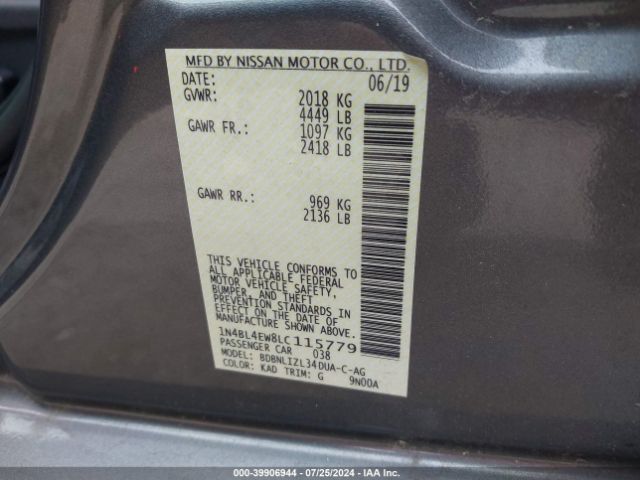 MFD BY NISSAN MOTOR CO., LTD.
DATE: 06/19
GVWR: 2018 KG
4449 LB
GAWR FR.: 1097 KG
2418 LB
GAWR RR.: 969 KG
2136 LB
THIS VEHICLE CONFORMS TO
ALL APPLICABLE FEDERAL
MOTOR VEHICLE SAFETY,
BUMPER, AND THEFT
PREVENTION STANDARDS IN
EFFECT ON THE DATE OF
MANUFACTURE SHOWN ABOVE.
1N4BL4EW8LC115779
PASSENGER CAR 038
MODEL: BDBNLIZL34DUA-C-AG
COLOR: KAD TRIM: G 9N00A
000-39906944 / 07/25/2024 - IAA Inc.